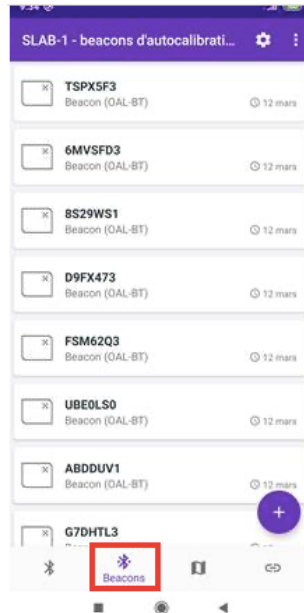 SLAB-1 - beacons d'autocalibrati...
TSPX5F3
Beacon (OAL-BT)
12 mars
6MVSFD3
Beacon (OAL-BT)
12 mars
8S29WS1
Beacon (OAL-BT)
12 mars
D9FX473
Beacon (OAL-BT)
12 mars
FSM62Q3
Beacon (OAL-BT)
12 mars
UBE0LS0
Beacon (OAL-BT)
12 mars
ABDDUV1
Beacon (OAL-BT)
12 mars
G7DHTL3
Beacons